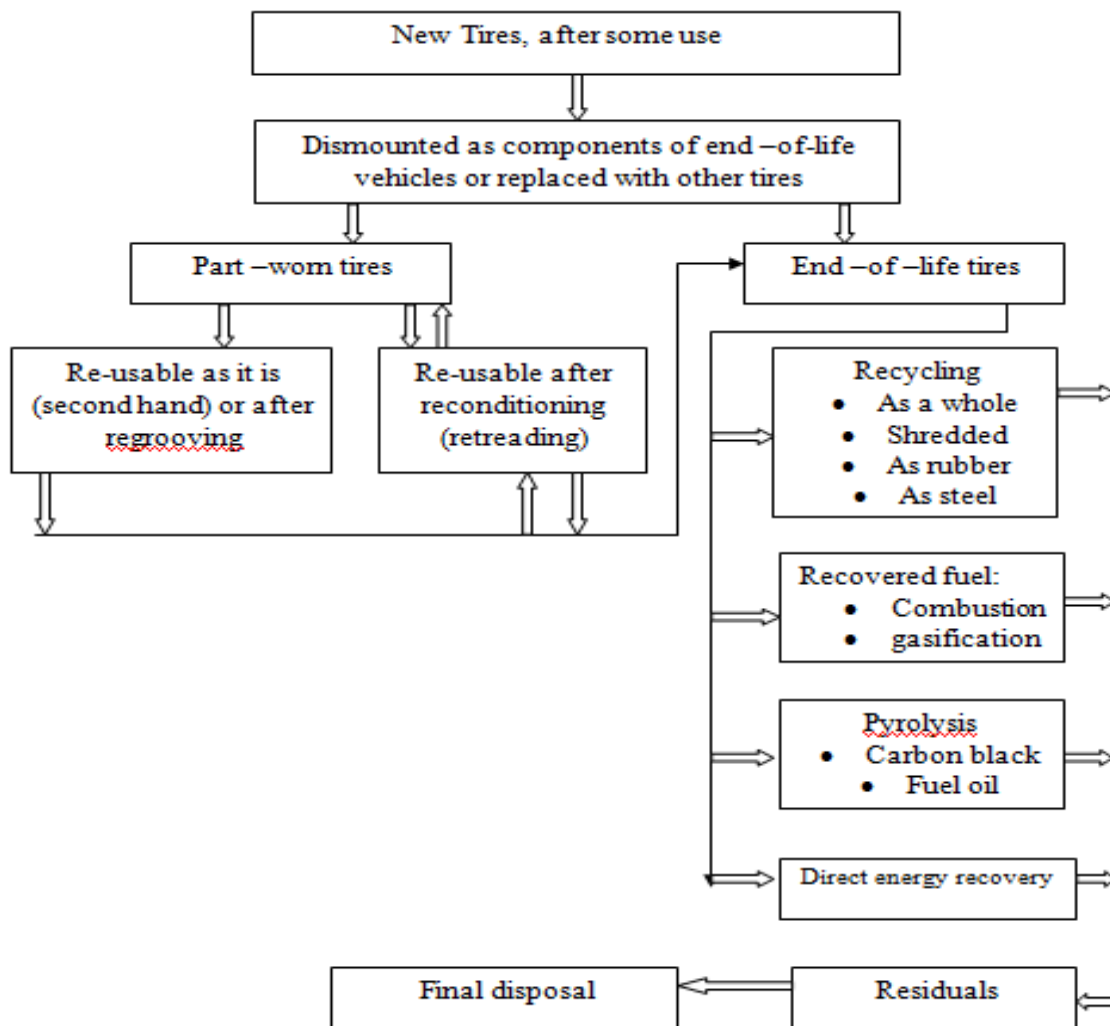 New Tires, after some use
Dismounted as components of end –of-life
vehicles or replaced with other tires
Part –worn tires
End –of –life tires
Re-usable as it is
(second hand) or after
regrooving
Re-usable after
reconditioning
(retreading)
Recycling
• As a whole
• Shredded
• As rubber
• As steel
Recovered fuel:
• Combustion
• gasification
Pyrolysis
• Carbon black
• Fuel oil
Direct energy recovery
Final disposal
Residuals